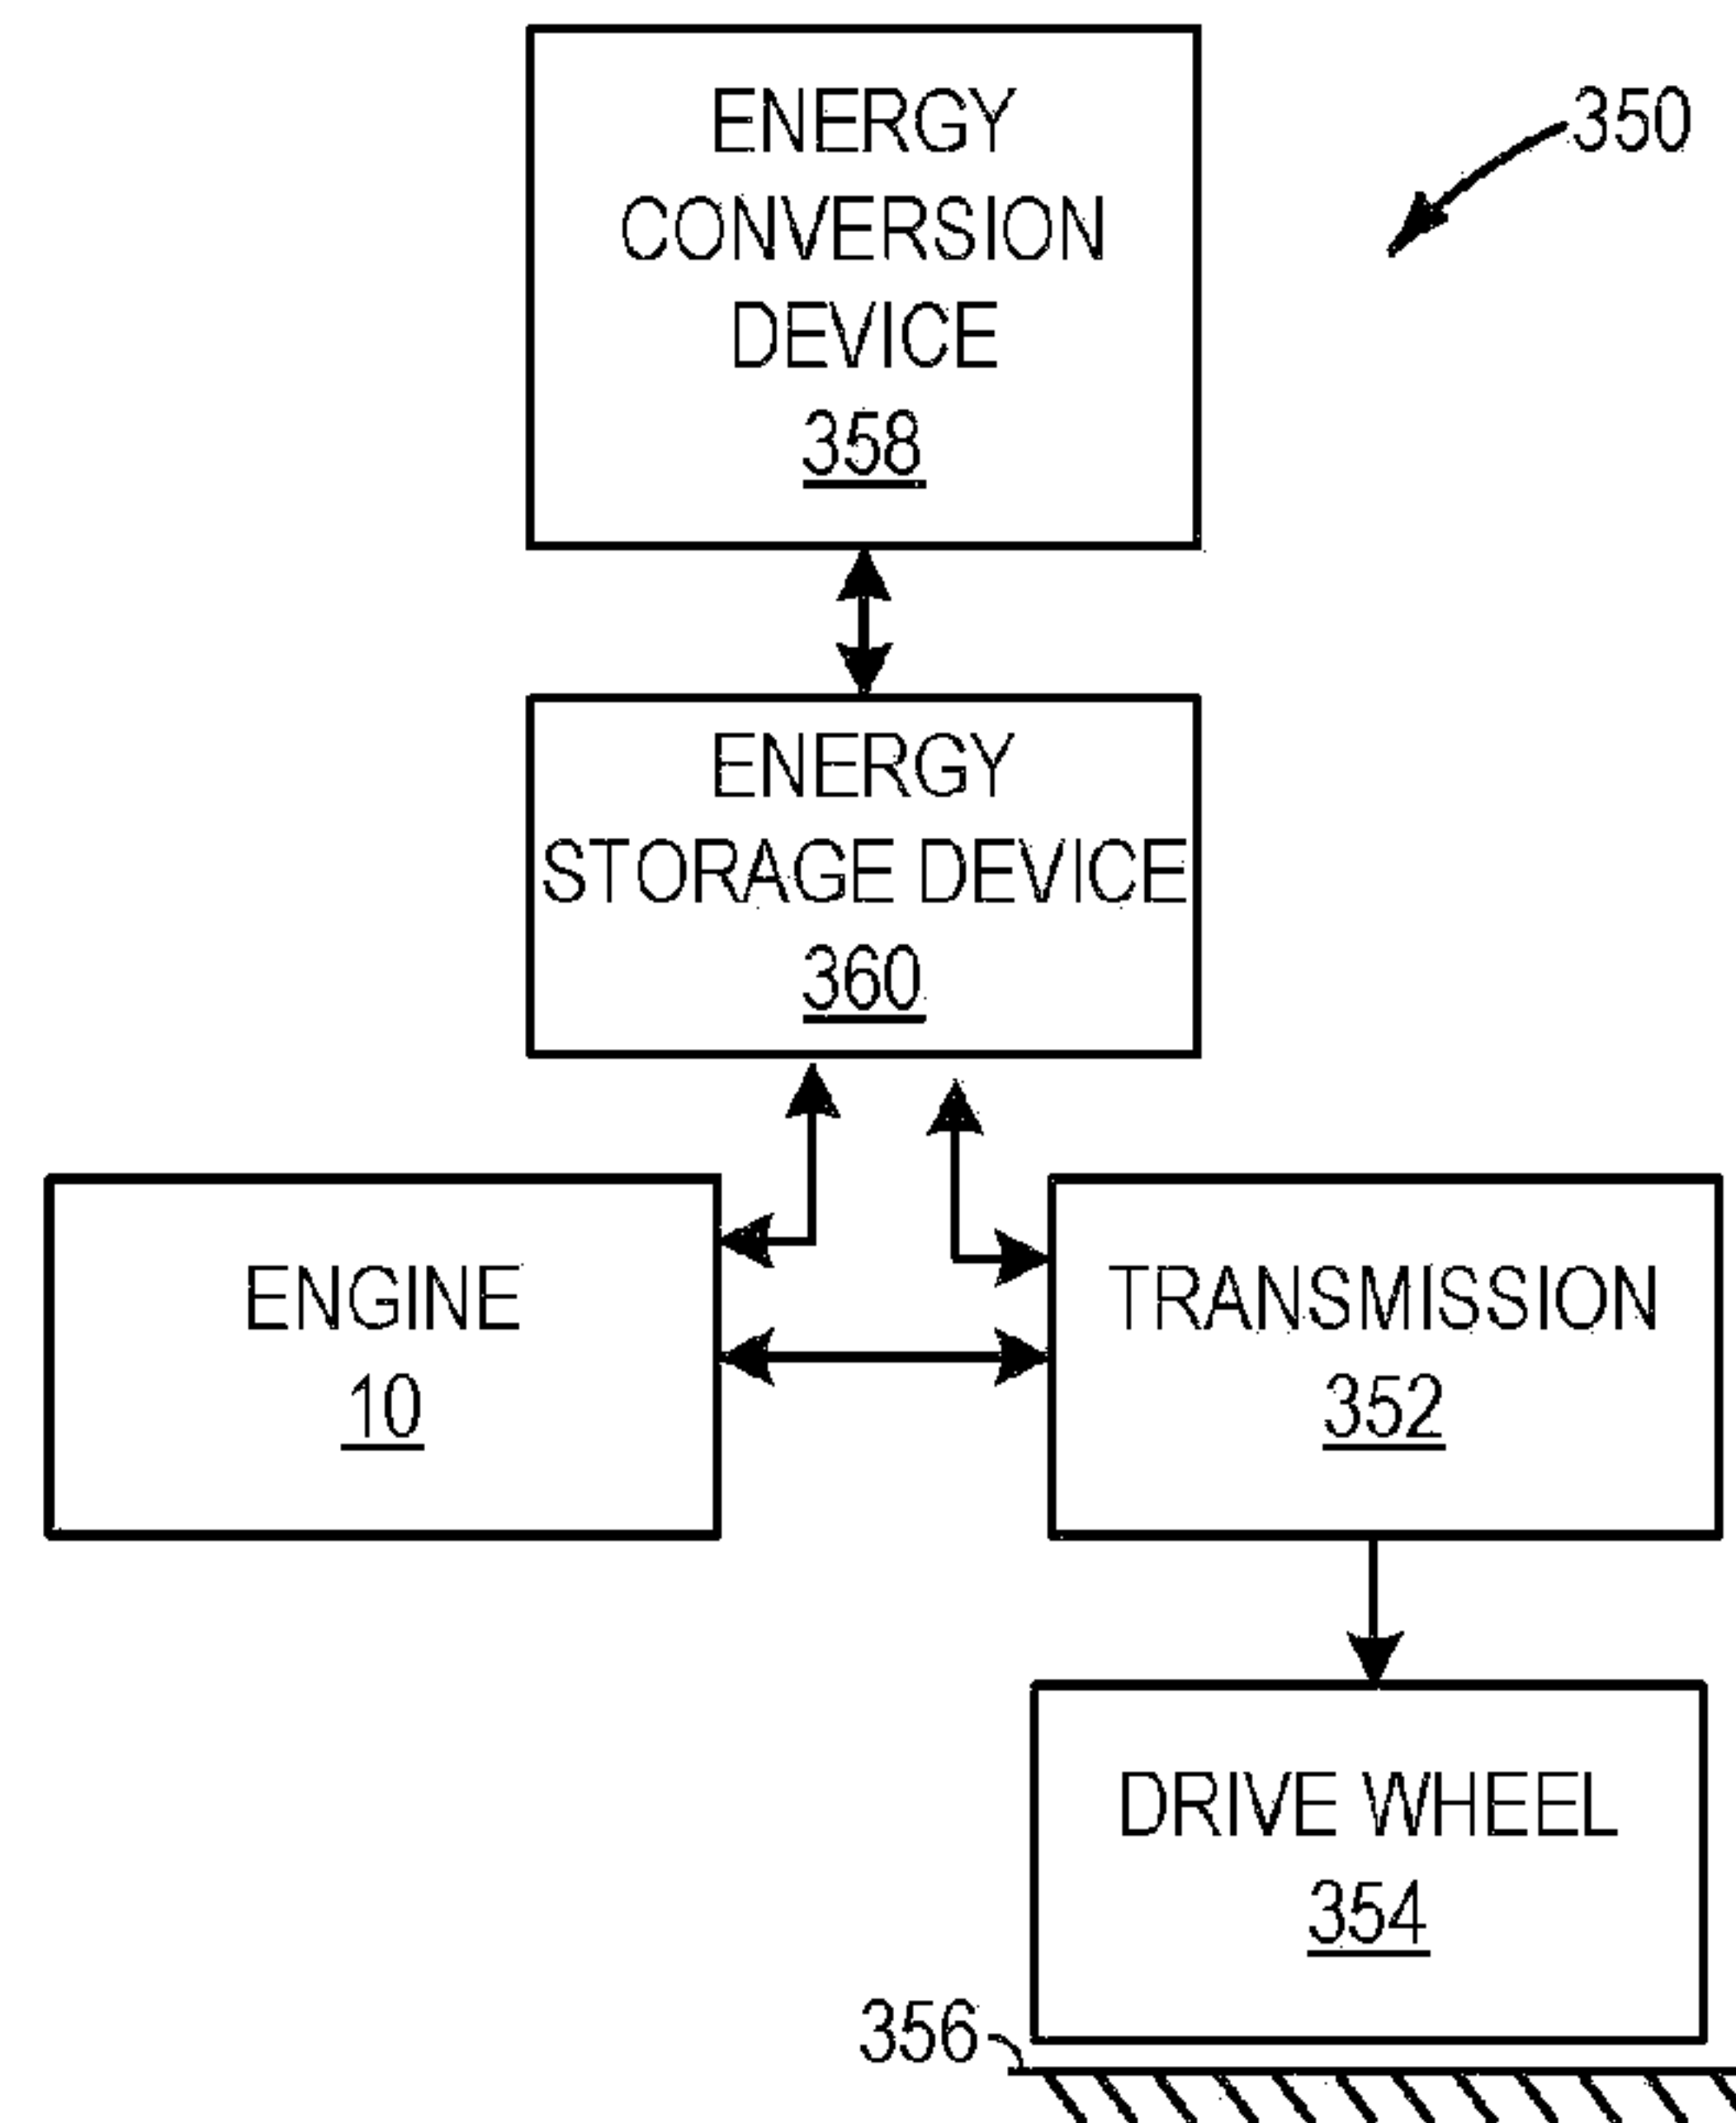 350
ENERGY
CONVERSION
DEVICE
358
ENERGY
STORAGE DEVICE
360
ENGINE
10
TRANSMISSION
352
DRIVE WHEEL
354
356